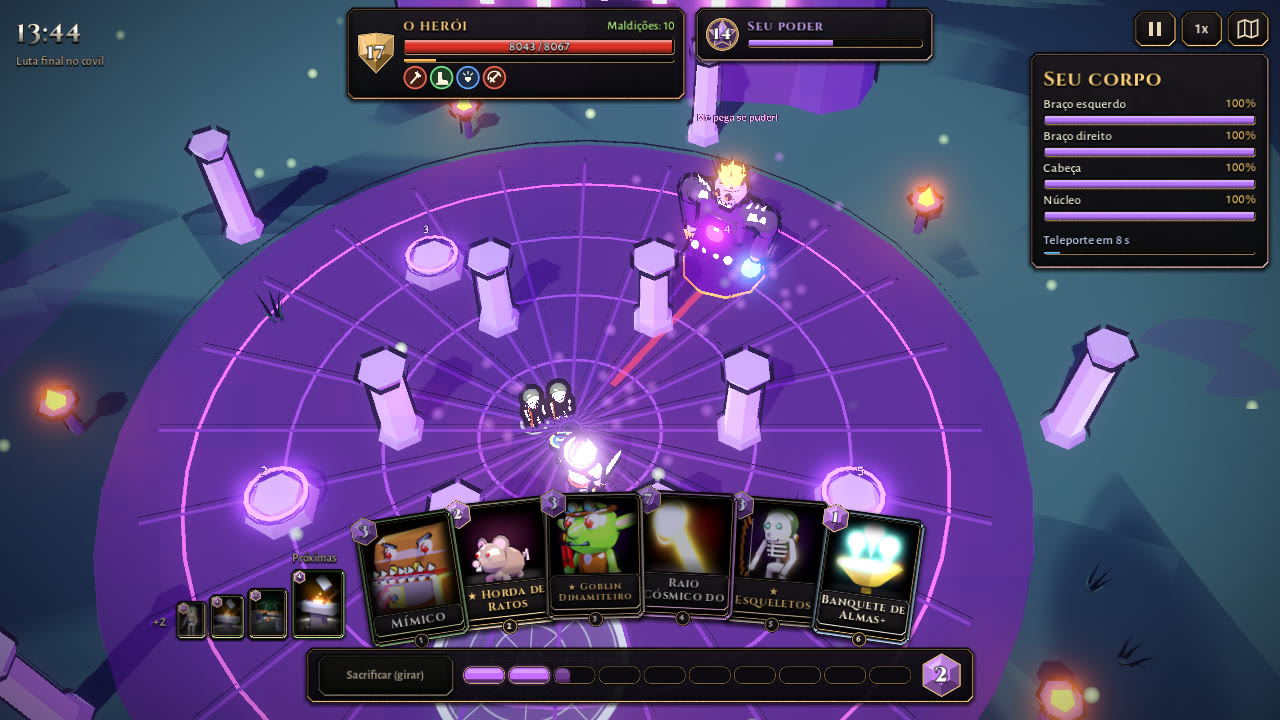 13:44
Luta final no covil
17
O HERÓI
Maldições: 10
8043 / 8067
14
SEU PODER
1x
SEU CORPO
Braço esquerdo
100%
Braço direito
100%
Cabeça
100%
Núcleo
100%
Teleporte em 8 s
Me pega se puder!
3
4
2
5
Próximas
+2
3
MÍMICO
1
2
★ HORDA DE
RATOS
2
3
★ GOBLIN
DINAMITEIRO
3
7
RAIO
CÓSMICO DO
4
3
★
ESQUELETOS
5
1
BANQUETE DE
ALMAS+
6
Sacrificar (girar)
2